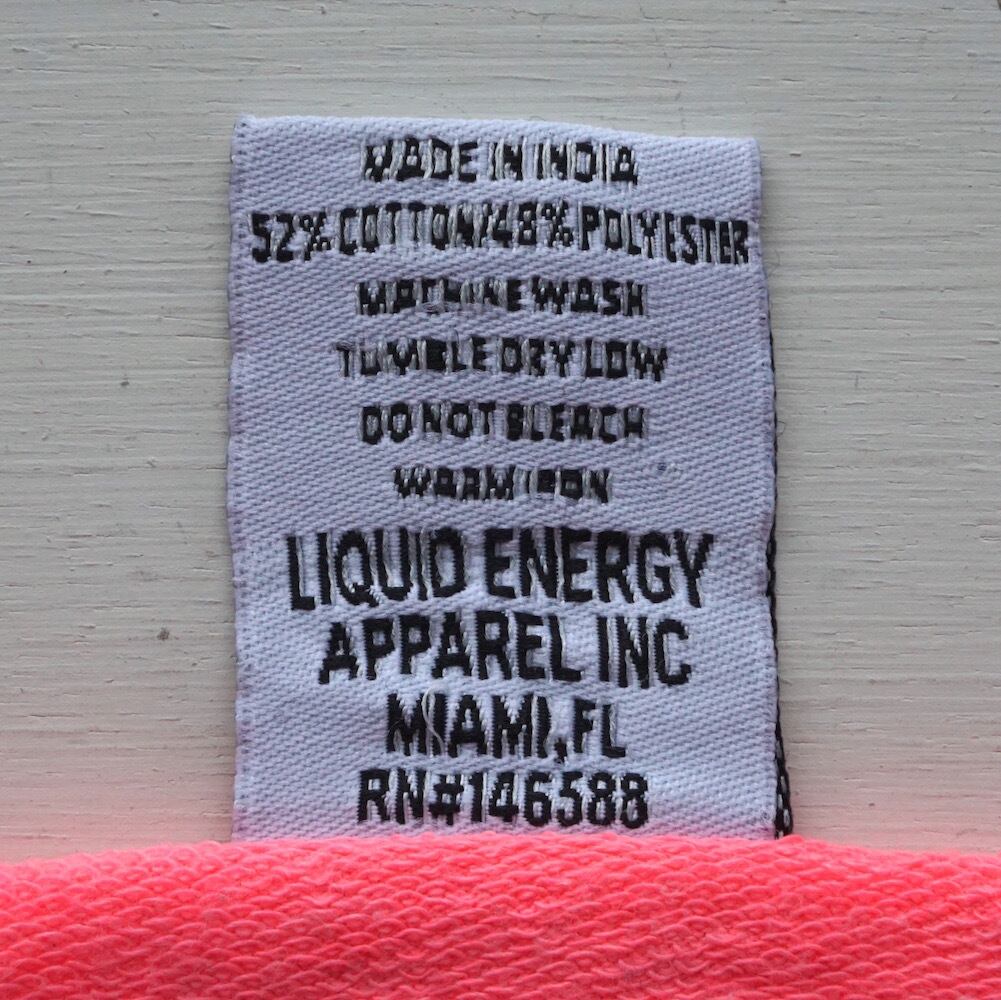 MADE IN INDIA
52% COTTON/48% POLYESTER
MACHINE WASH
TUMBLE DRY LOW
DO NOT BLEACH
WARM IRON
LIQUID ENERGY
APPAREL INC
MIAMI, FL
RN#146588